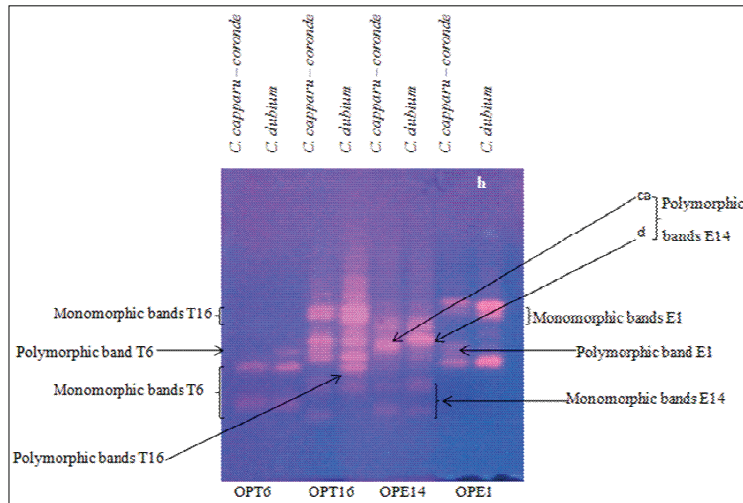 C. capparu – coronde
C. dubium
C. capparu – coronde
C. dubium
C. capparu – coronde
C. dubium
C. capparu – coronde
C. dubium
h
ca
Polymorphic
d
bands E14
Monomorphic bands T16
Monomorphic bands E1
Polymorphic band T6
Polymorphic band E1
Monomorphic bands T6
Monomorphic bands E14
Polymorphic bands T16
OPT6
OPT16
OPE14
OPE1